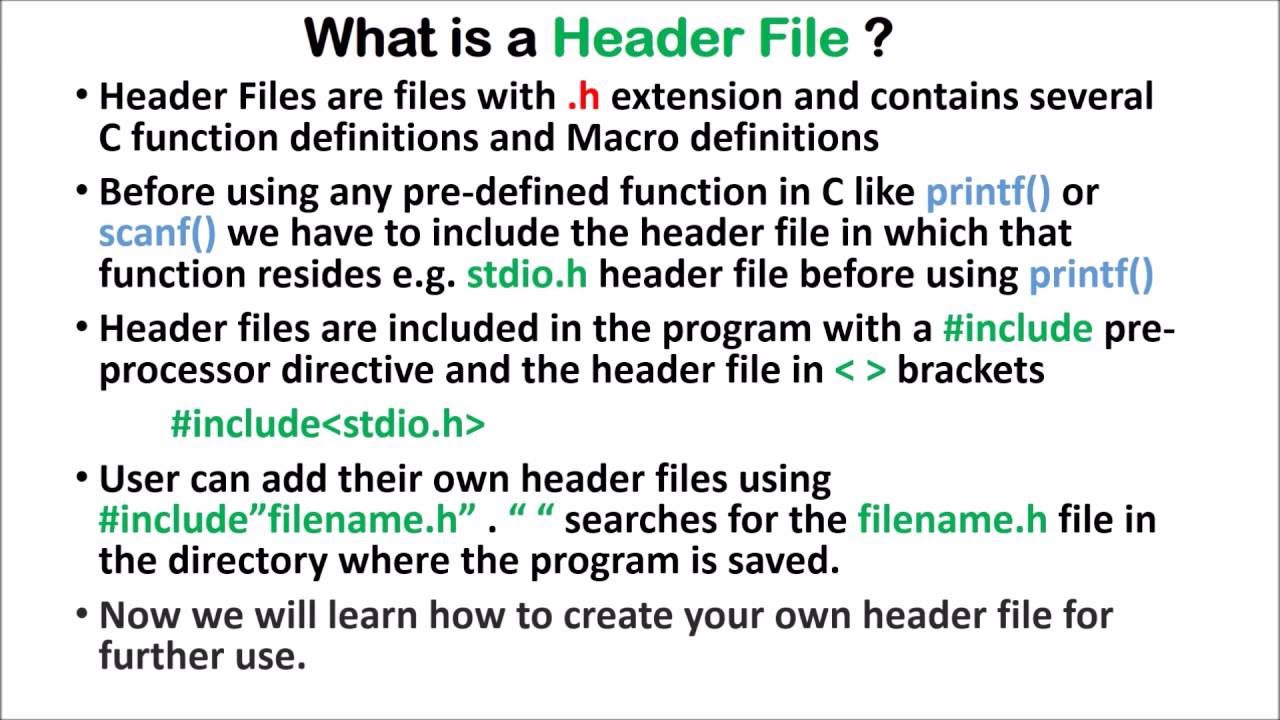 What is a Header File ?
• Header Files are files with .h extension and contains several
C function definitions and Macro definitions
• Before using any pre-defined function in C like printf() or
scanf() we have to include the header file in which that
function resides e.g. stdio.h header file before using printf()
• Header files are included in the program with a #include pre-
processor directive and the header file in < > brackets
#include<stdio.h>
• User can add their own header files using
#include”filename.h” . “ “ searches for the filename.h file in
the directory where the program is saved.
• Now we will learn how to create your own header file for
further use.